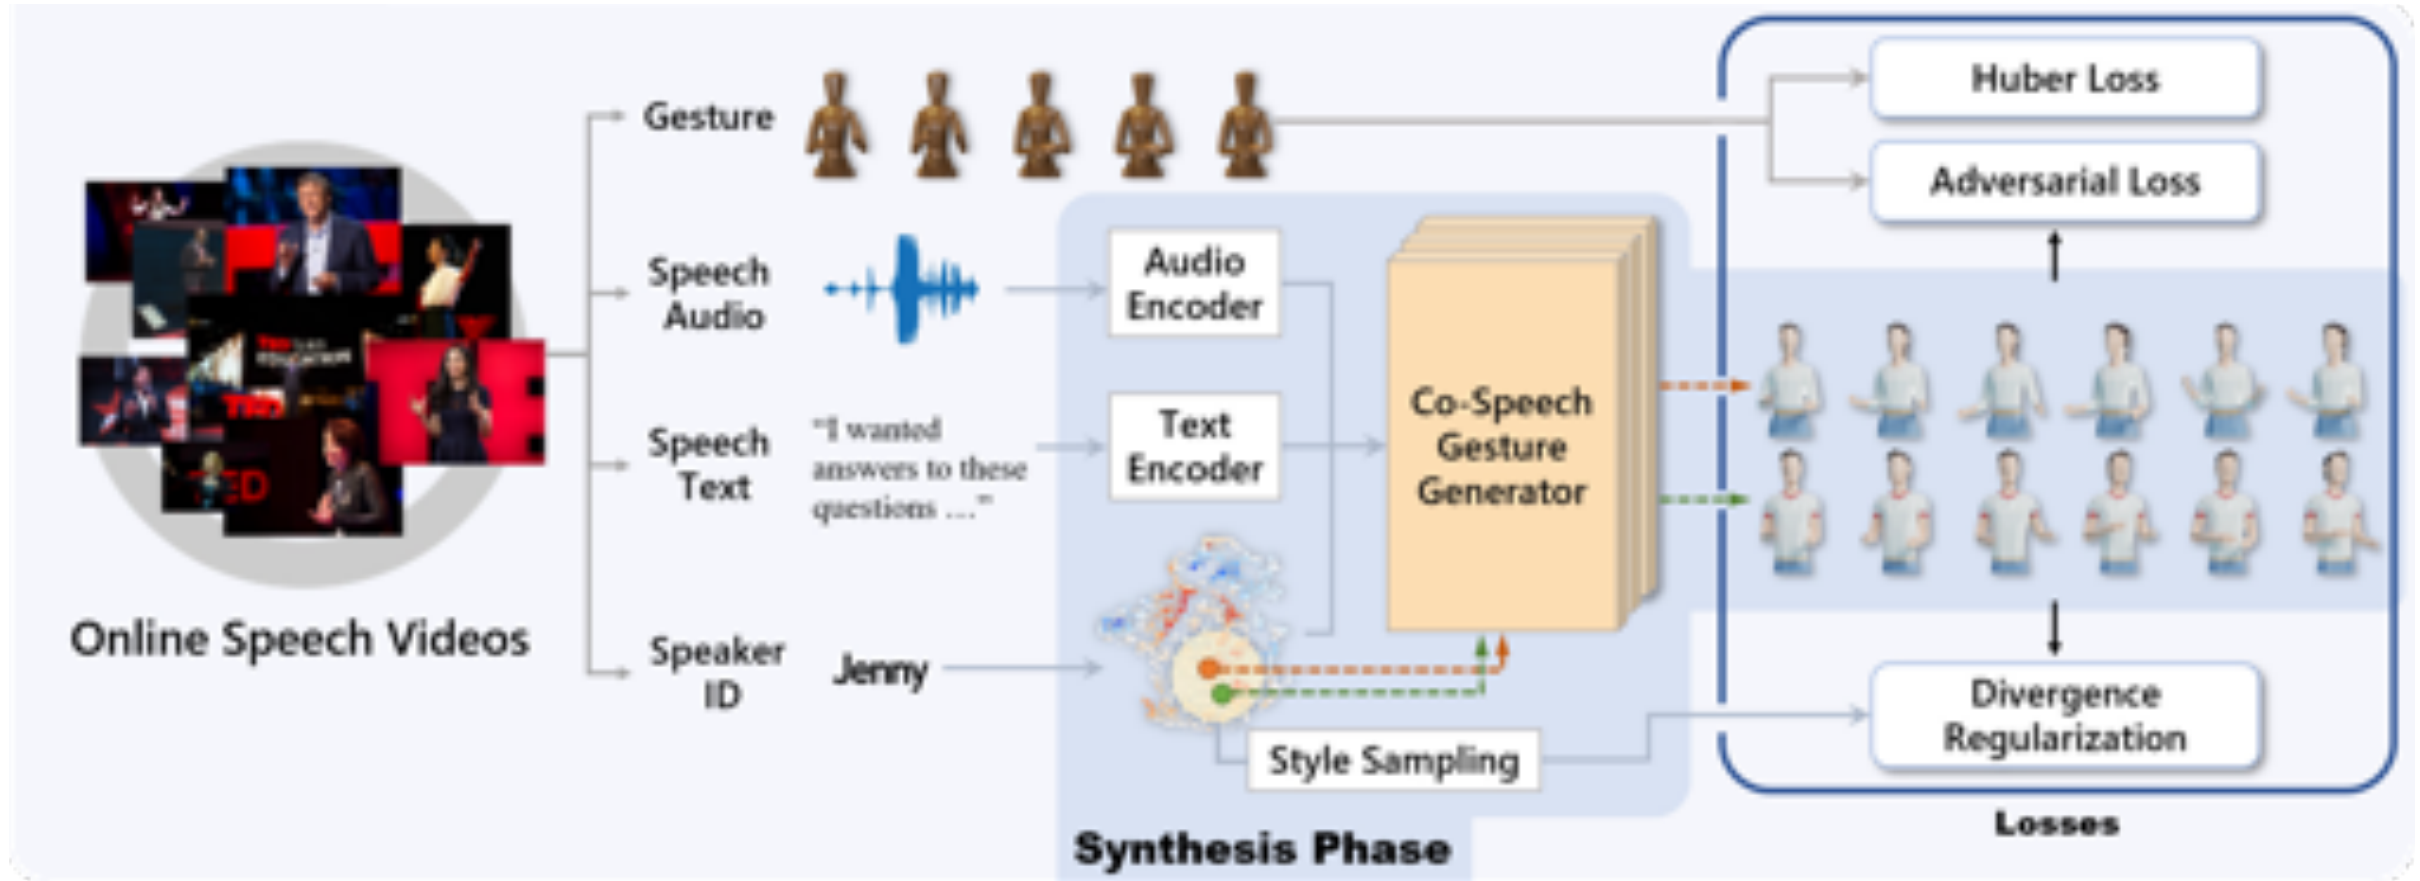 Online Speech Videos
Gesture
Speech
Audio
Speech
Text
Speaker
ID
"I wanted
answers to these
questions ..."
Jenny
Audio
Encoder
Text
Encoder
Style Sampling
Synthesis Phase
Co-Speech
Gesture
Generator
Huber Loss
Adversarial Loss
Divergence
Regularization
Losses